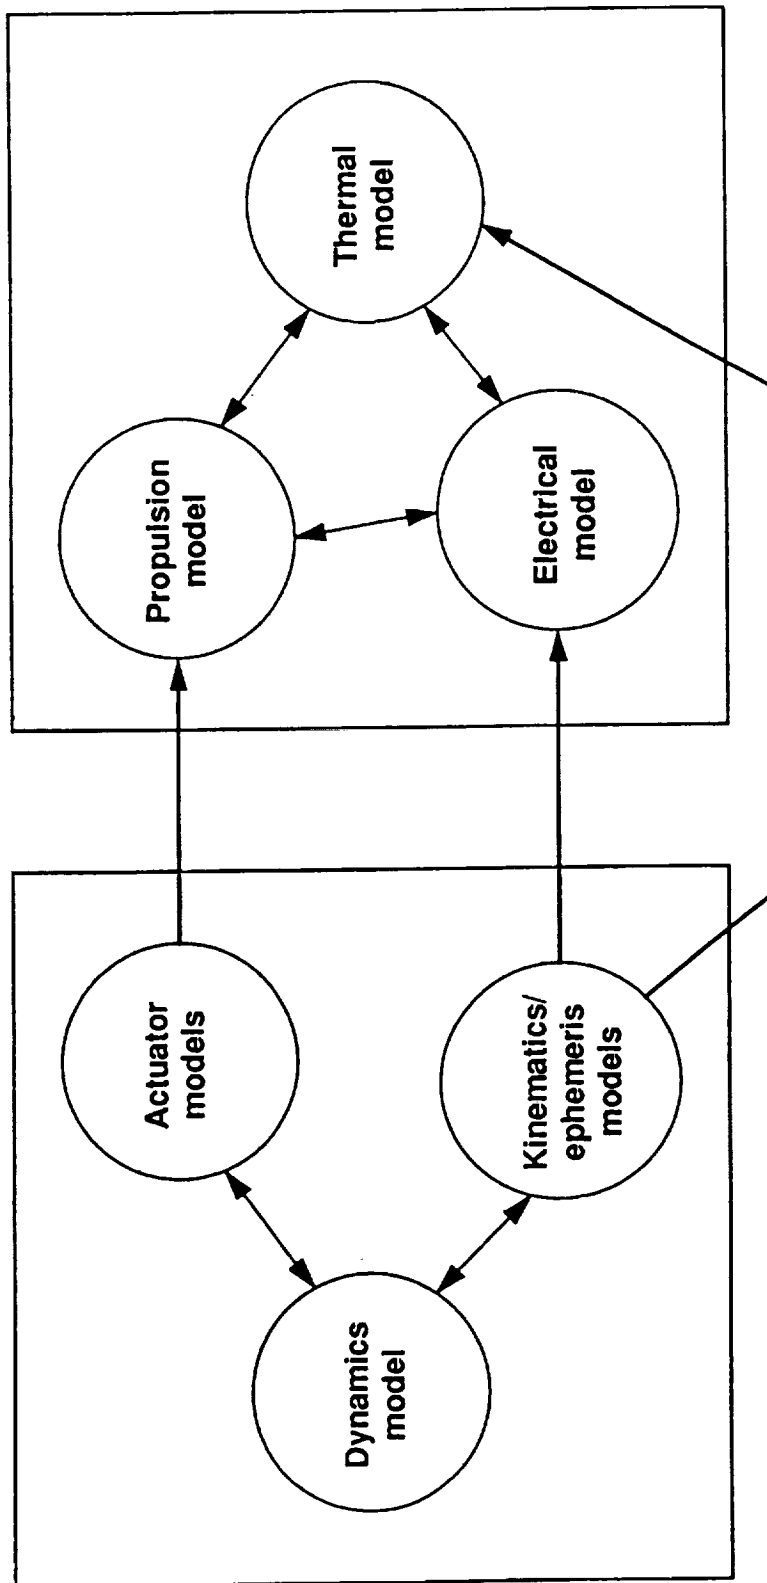 Dynamics
model
Actuator
models
Kinematics/
ephemeris
models
Propulsion
model
Electrical
model
Thermal
model